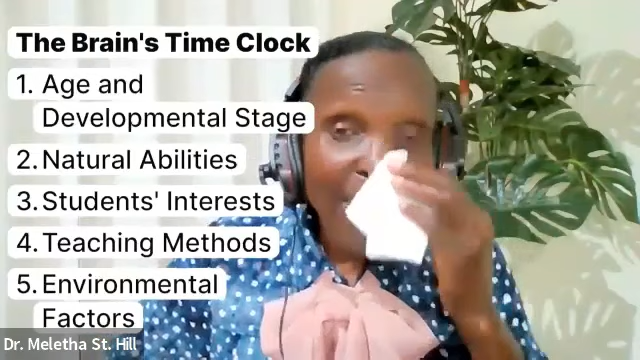 The Brain's Time Clock
1. Age and
Developmental Stage
2. Natural Abilities
3. Students' Interests
4. Teaching Methods
5. Environmental
Factors
Dr. Meletha St. Hill